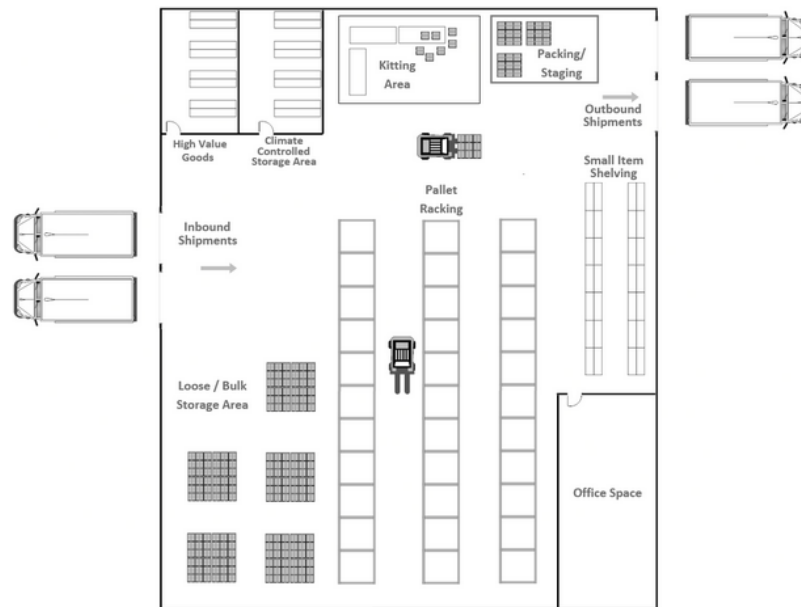 Kitting
Area
Packing/
Staging
Outbound
Shipments
High Value
Goods
Climate
Controlled
Storage Area
Small Item
Shelving
Pallet
Racking
Inbound
Shipments
Loose / Bulk
Storage Area
Office Space